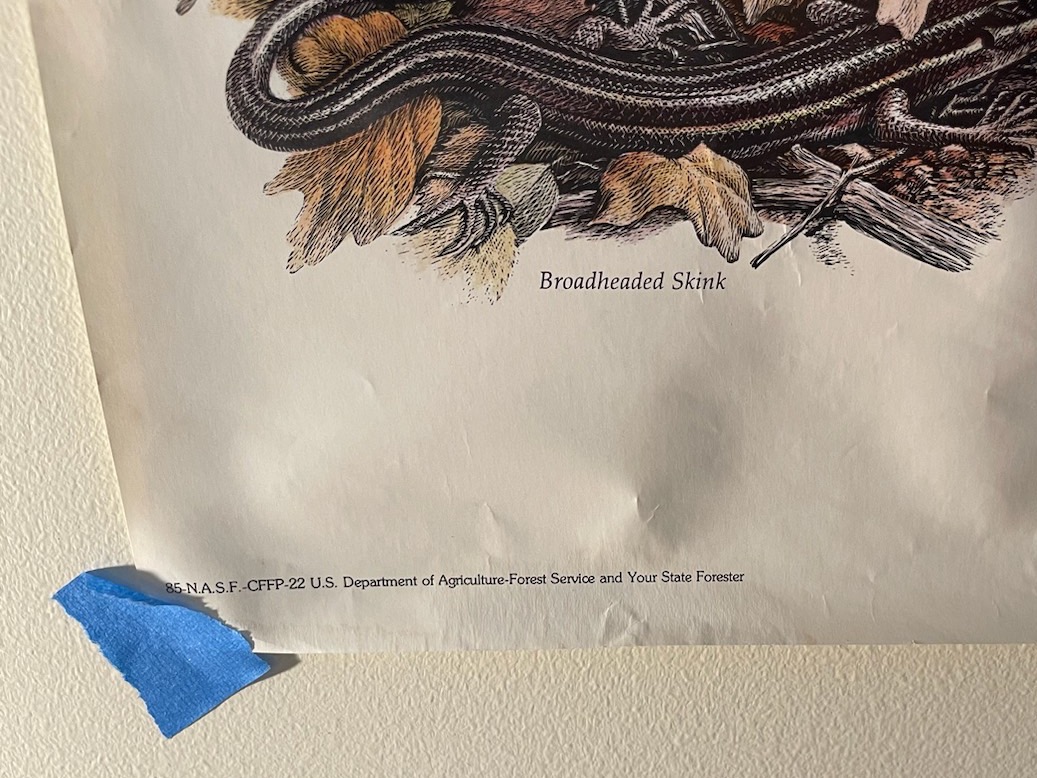 Broadheaded Skink
85-N.A.S.F.-CFFP-22 U.S. Department of Agriculture-Forest Service and Your State Forester